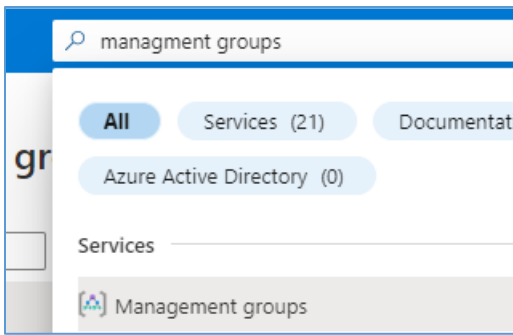 managment groups
All Services (21) Documentat
gr
Azure Active Directory (0)
Services
Management groups